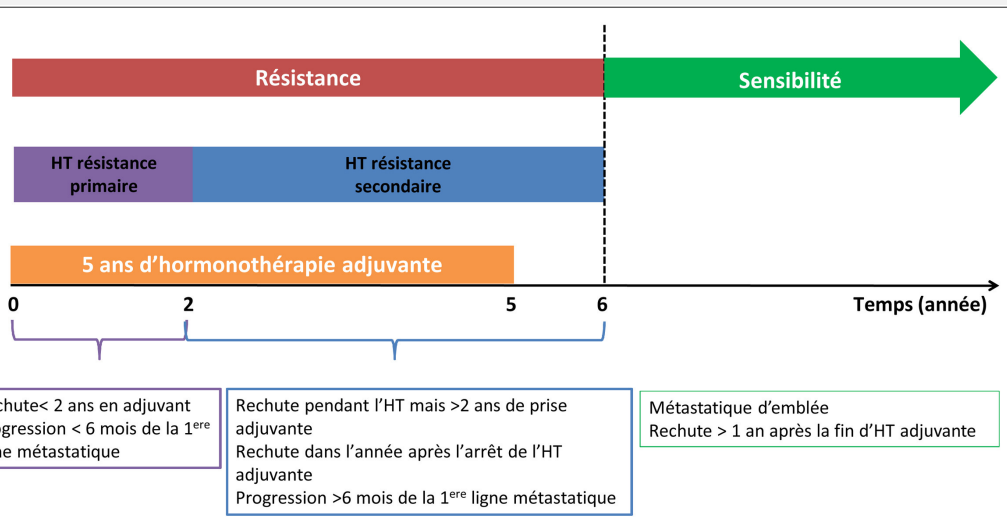 Résistance
Sensibilité
HT résistance
primaire
HT résistance
secondaire
5 ans d’hormonothérapie adjuvante
0
2
5
6
Temps (année)
< 2 ans en adjuvant
< 6 mois de la 1ere
métastatique
Rechute pendant l’HT mais >2 ans de prise
adjuvante
Rechute dans l’année après l’arrêt de l’HT
adjuvante
Progression >6 mois de la 1ere ligne métastatique
Métastatique d’emblée
Rechute > 1 an après la fin d’HT adjuvante